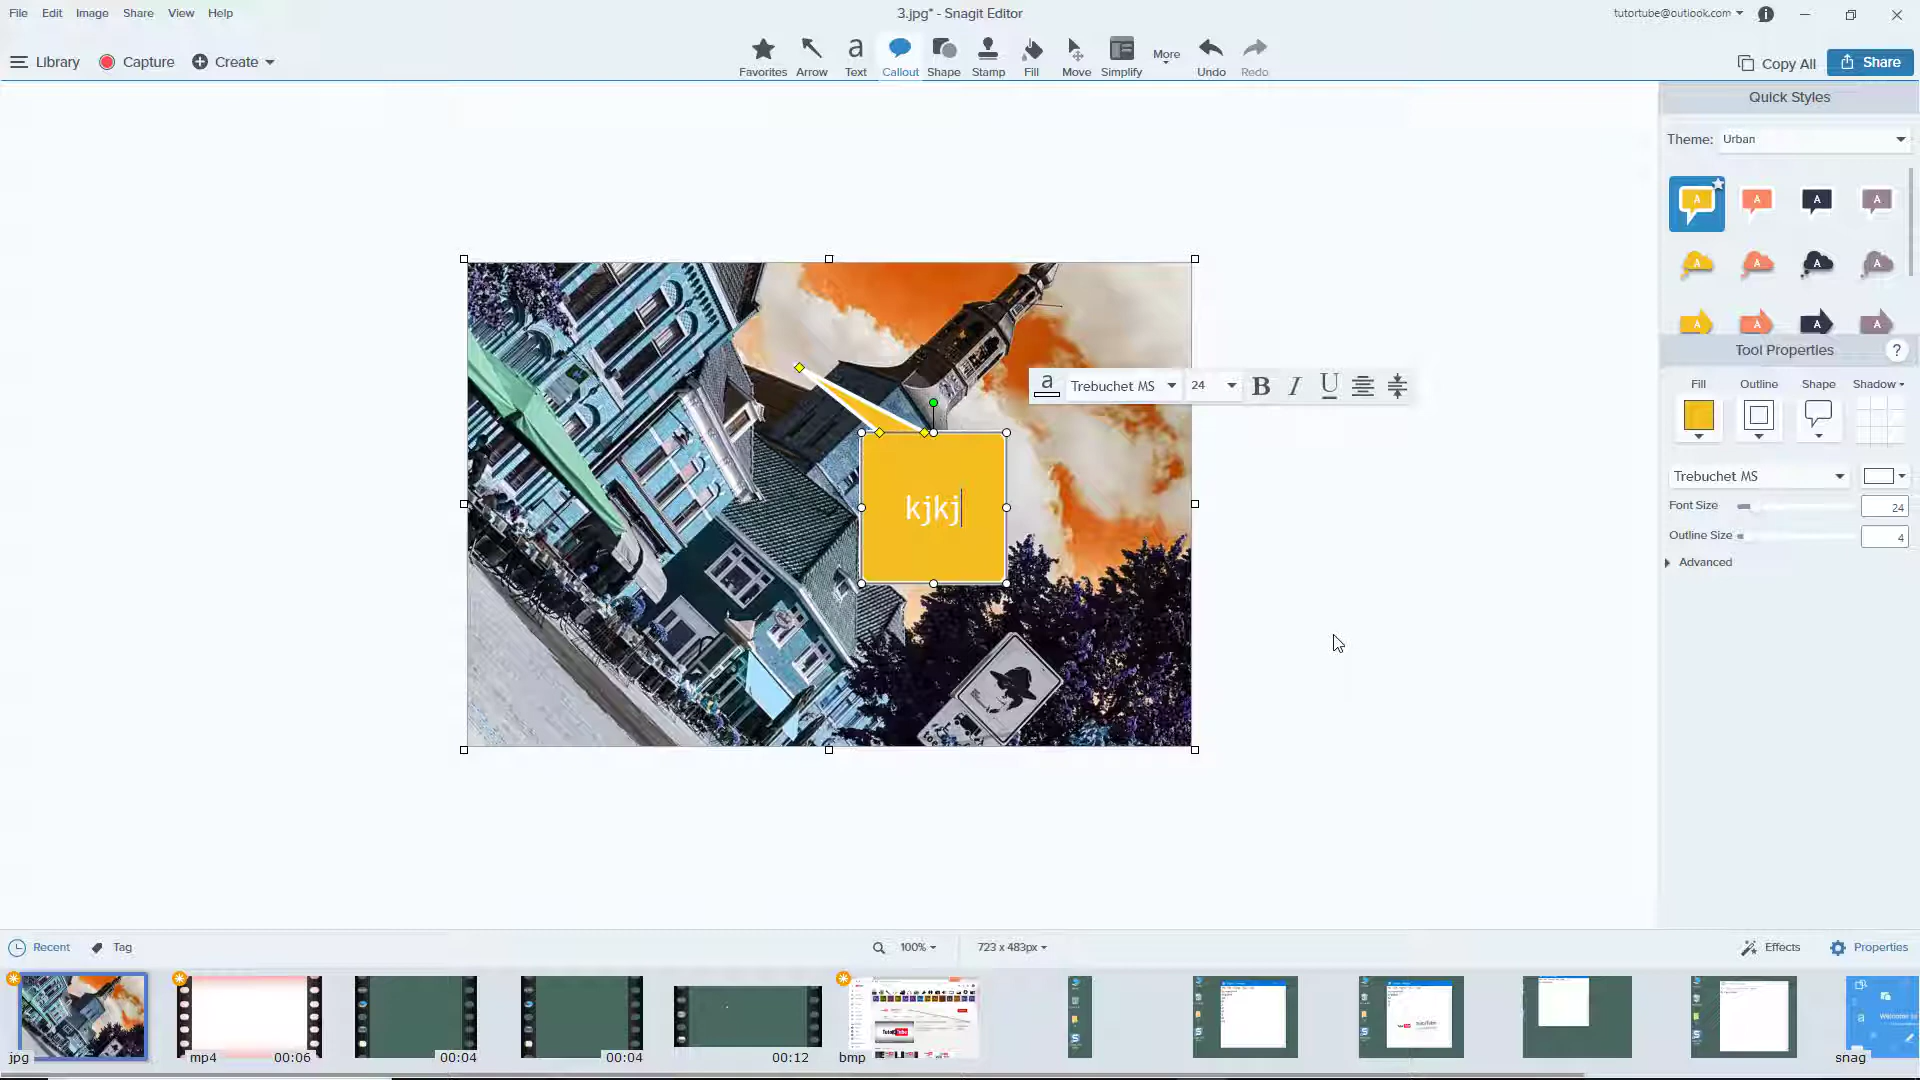 File Edit Image Share View Help
3.jpg* - Snagit Editor
tutortube@outlook.com
Library Capture Create
Favorites Arrow Text Callout Shape Stamp Fill Move Simplify More Undo Redo
Copy All Share
Quick Styles
Theme: Urban
A A A A
A A A A
A A A A
Tool Properties ?
Fill Outline Shape Shadow
a Trebuchet MS 24 B I U
Trebuchet MS
Font Size 24
Outline Size 4
Advanced
kjkj
Recent Tag
100% 723 x 483px
Effects Properties
jpg mp4 00:06 00:04 00:04 00:12 bmp snag